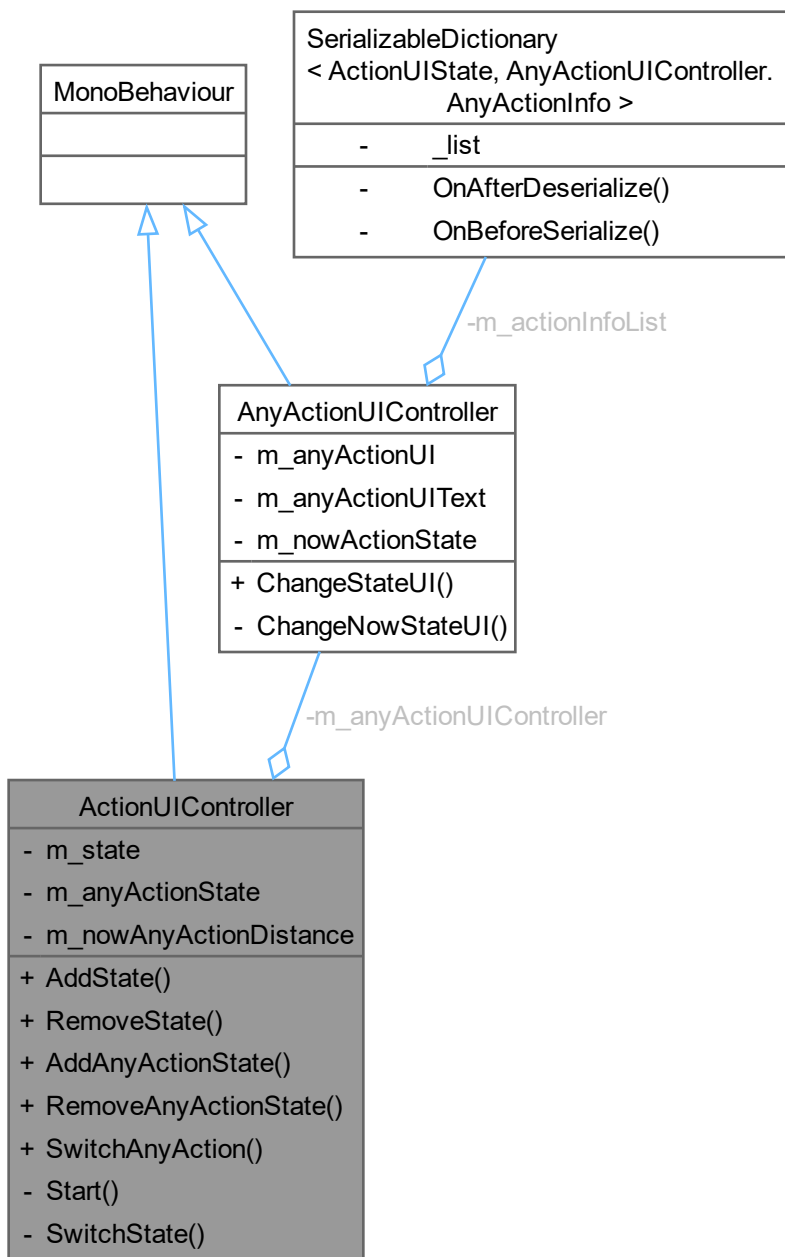 SerializableDictionary
< ActionUIState, AnyActionUIController.
AnyActionInfo >
- _list
- OnAfterDeserialize()
- OnBeforeSerialize()
MonoBehaviour
-m_actionInfoList
AnyActionUIController
- m_anyActionUI
- m_anyActionUIText
- m_nowActionState
+ ChangeStateUI()
- ChangeNowStateUI()
-m_anyActionUIController
ActionUIController
- m_state
- m_anyActionState
- m_nowAnyActionDistance
+ AddState()
+ RemoveState()
+ AddAnyActionState()
+ RemoveAnyActionState()
+ SwitchAnyAction()
- Start()
- SwitchState()